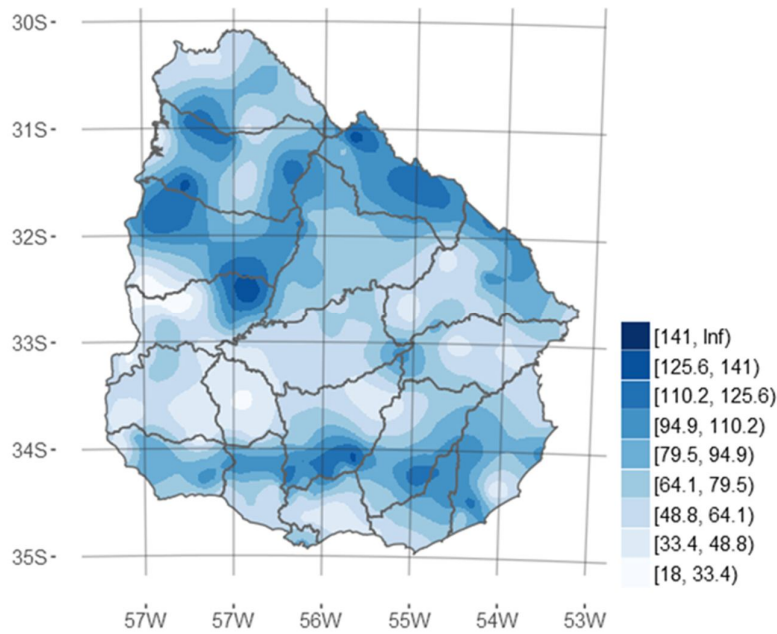 30S
31S
32S
33S
34S
35S
57W 57W 56W 55W 54W 53W
[141, Inf)
[125.6, 141)
[110.2, 125.6)
[94.9, 110.2)
[79.5, 94.9)
[64.1, 79.5)
[48.8, 64.1)
[33.4, 48.8)
[18, 33.4)